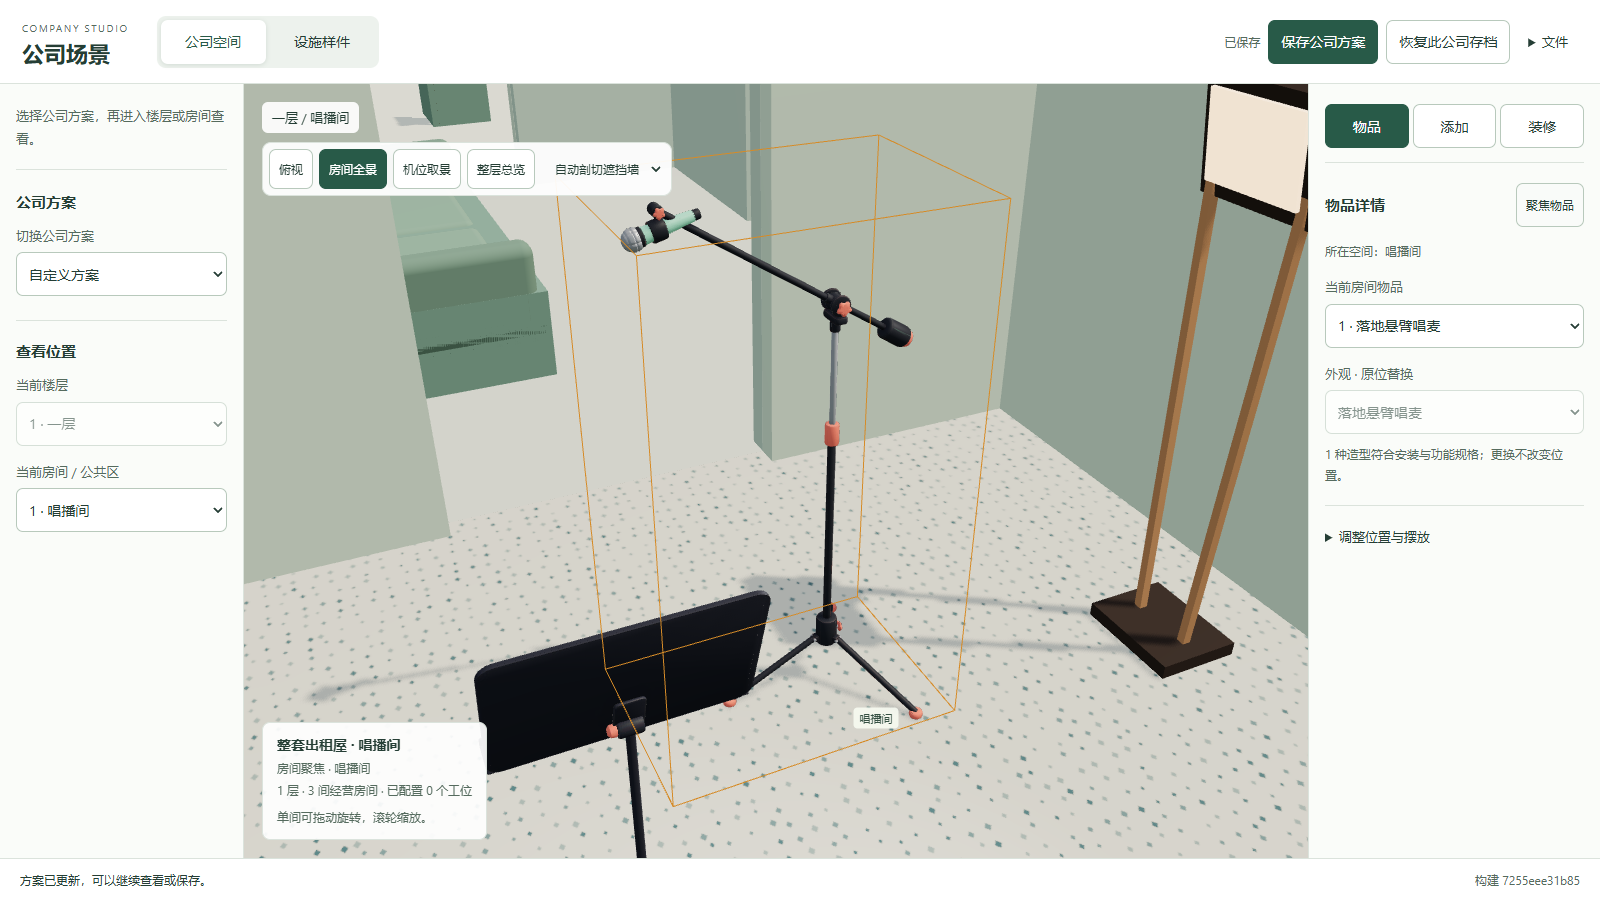 COMPANY STUDIO
公司场景
公司空间
设施样件
已保存
保存公司方案
恢复此公司存档
文件
选择公司方案，再进入楼层或房间查
看。
公司方案
切换公司方案
自定义方案
查看位置
当前楼层
1 · 一层
当前房间 / 公共区
1 · 唱播间
一层 / 唱播间
俯视
房间全景
机位取景
整层总览
自动剖切遮挡墙
唱播间
整套出租屋 · 唱播间
房间聚焦 · 唱播间
1 层 · 3 间经营房间 · 已配置 0 个工位
单间可拖动旋转，滚轮缩放。
物品
添加
装修
物品详情
聚焦物品
所在空间：唱播间
当前房间物品
1 · 落地悬臂唱麦
外观 · 原位替换
落地悬臂唱麦
1 种造型符合安装与功能规格；更换不改变位
置。
调整位置与摆放
方案已更新，可以继续查看或保存。
构建 7255eee31b85